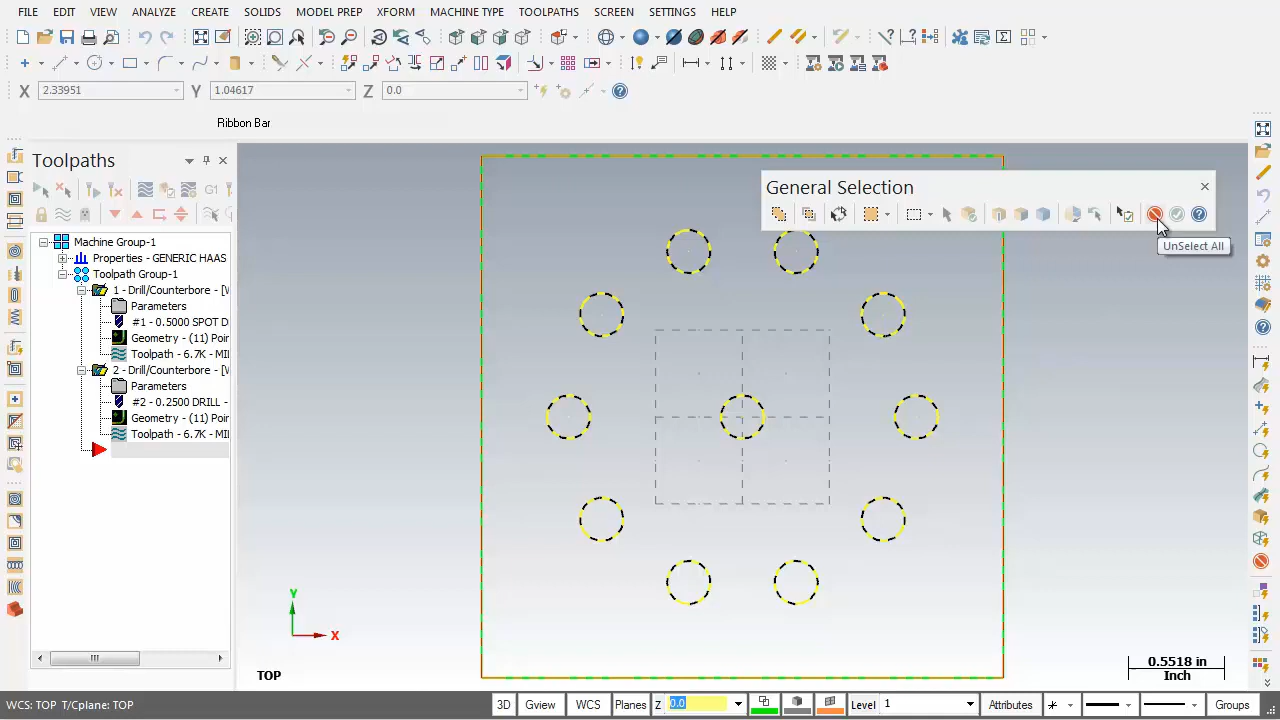 FILE EDIT VIEW ANALYZE CREATE SOLIDS MODEL PREP XFORM MACHINE TYPE TOOLPATHS SCREEN SETTINGS HELP
X 2.33951 Y 1.04617 Z 0.0
Ribbon Bar
Toolpaths
G1
Machine Group-1
Properties - GENERIC HAAS
Toolpath Group-1
1 - Drill/Counterbore - [W
Parameters
#1 - 0.5000 SPOT D
Geometry - (11) Poir
Toolpath - 6.7K - MI
2 - Drill/Counterbore - [W
Parameters
#2 - 0.2500 DRILL -
Geometry - (11) Poir
Toolpath - 6.7K - MI
General Selection
UnSelect All
Y
X
TOP
0.5518 in
Inch
WCS: TOP T/Cplane: TOP
3D Gview WCS Planes Z 0.0 Level 1 Attributes Groups